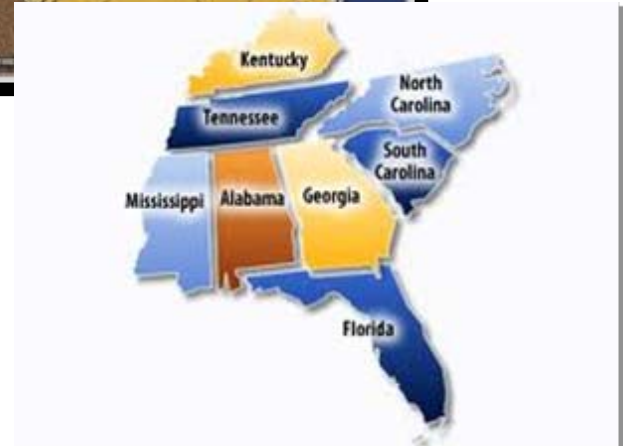 Kentucky
Tennessee
North
Carolina
South
Carolina
Mississippi
Alabama
Georgia
Florida